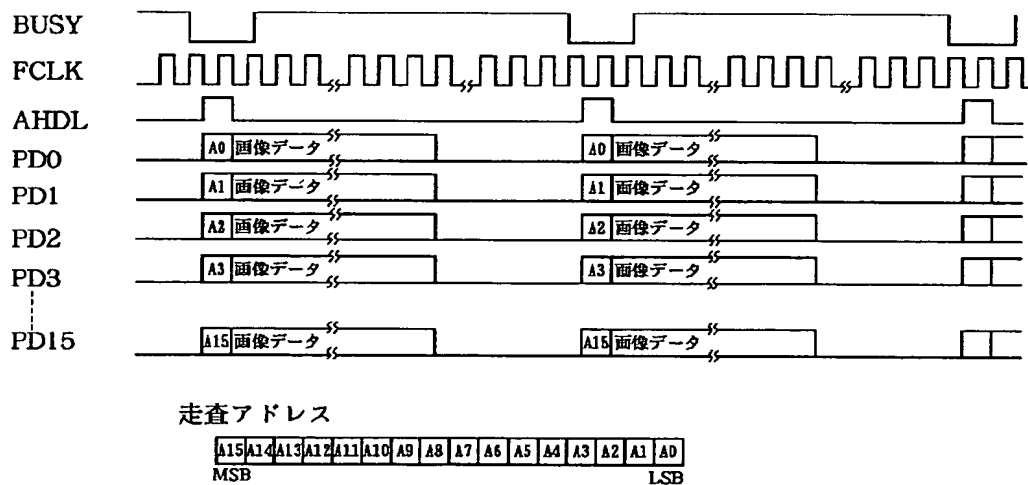 BUSY
FCLK
AHDL
PD0 A0 画像データ A0 画像データ
PD1 A1 画像データ A1 画像データ
PD2 A2 画像データ A2 画像データ
PD3 A3 画像データ A3 画像データ
PD15 A15 画像データ A15 画像データ
走査アドレス
A15 A14 A13 A12 A11 A10 A9 A8 A7 A6 A5 A4 A3 A2 A1 A0
MSB LSB